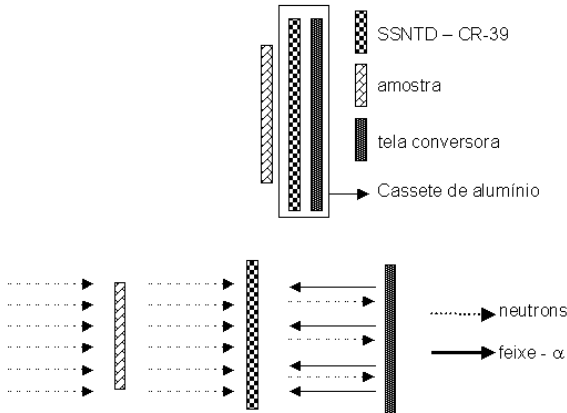 SSNTD – CR-39
amostra
tela conversora
Cassete de alumínio
neutrons
feixe - α